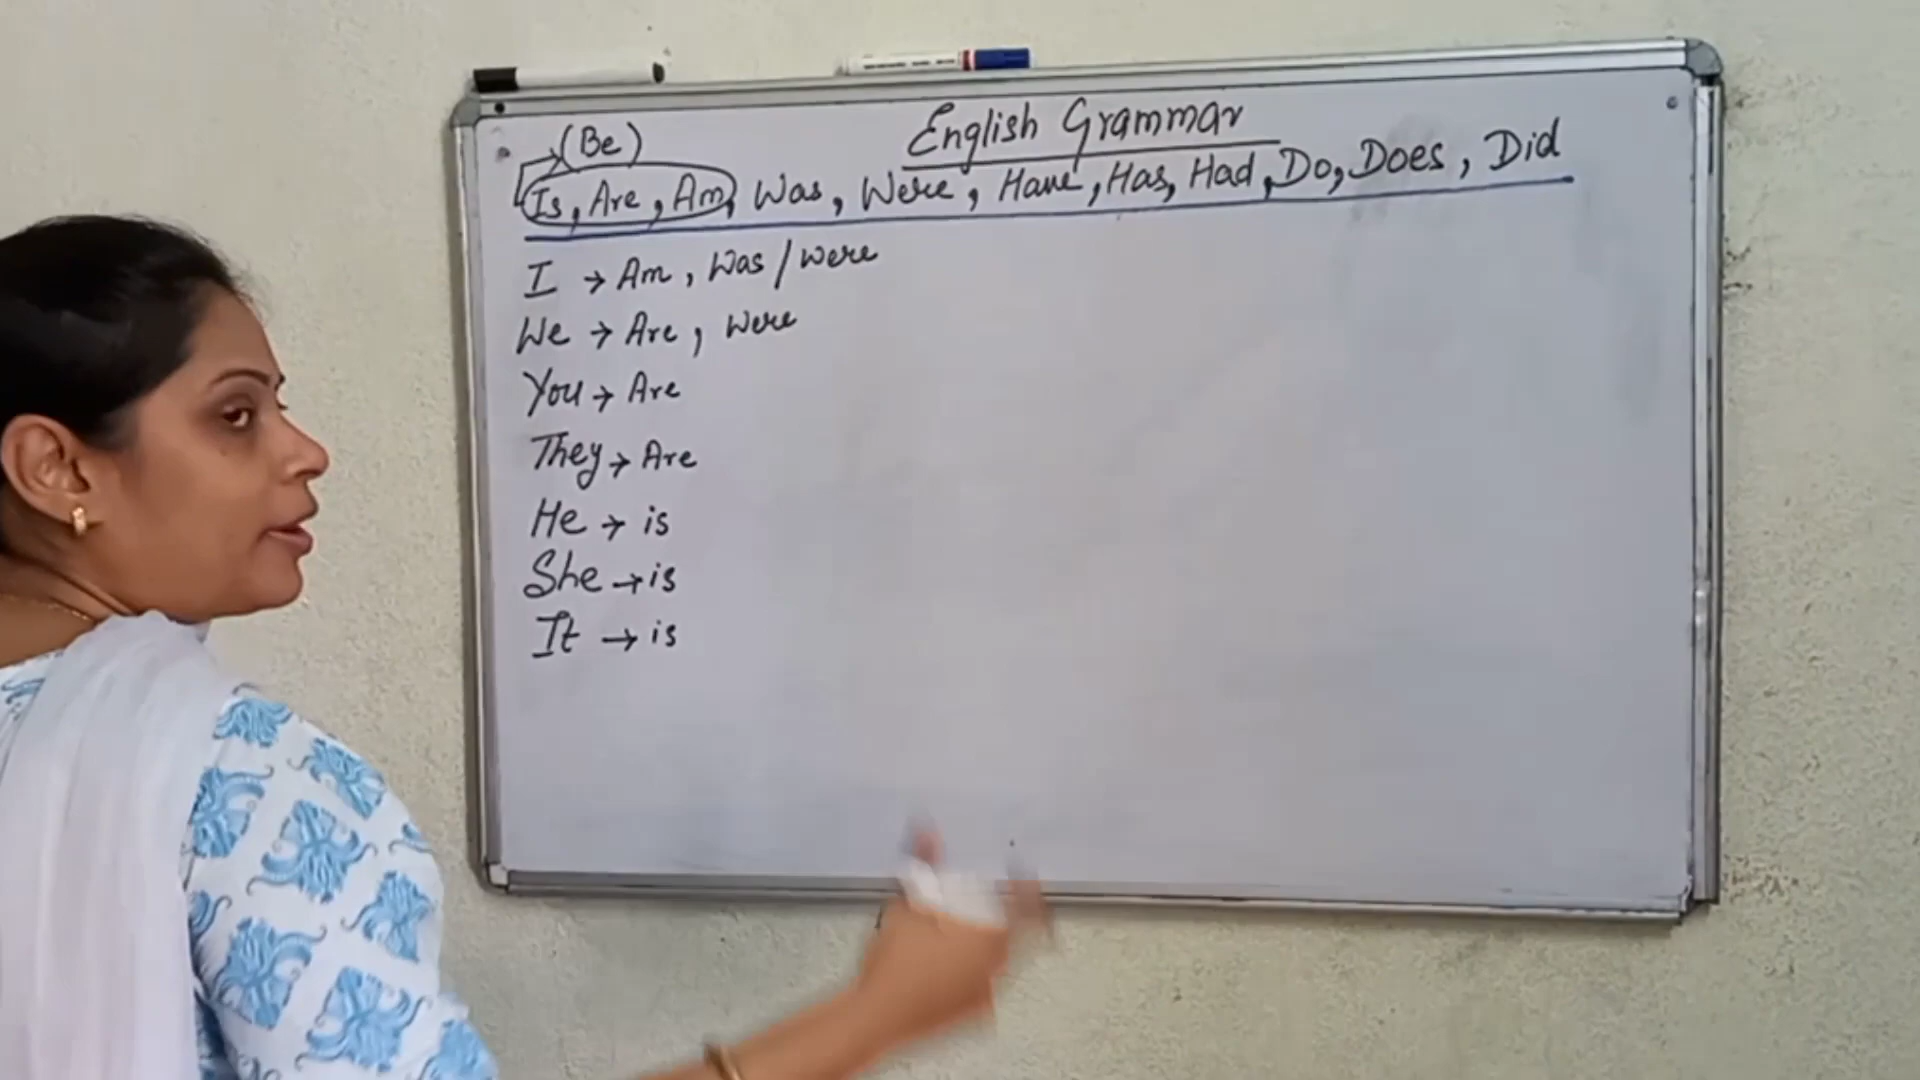 English Grammar
(Be)
Is, Are, Am, Was, Were, Have, Has, Had, Do, Does, Did
I → Am, Was/Were
We → Are, Were
You → Are
They → Are
He → is
She → is
It → is